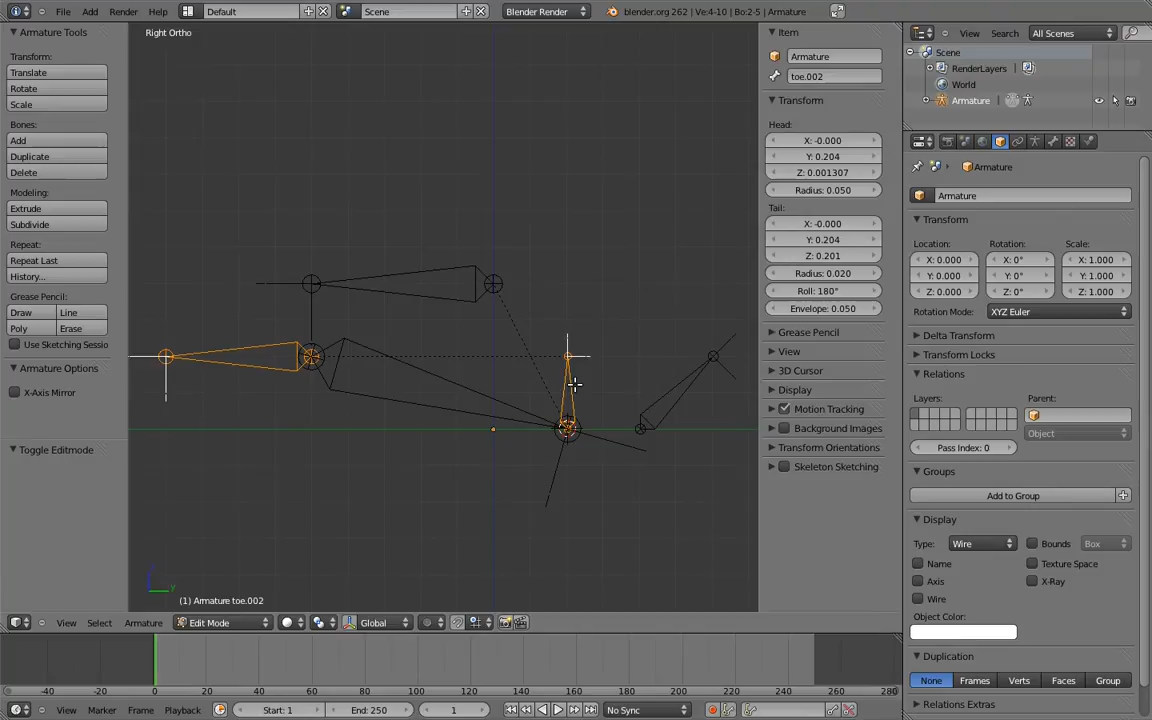 File Add Render Help Default Scene Blender Render blender.org 262 | Ve:4-10 | Bo:2-5 | Armature
Armature Tools
Transform:
Translate
Rotate
Scale
Bones:
Add
Duplicate
Delete
Modeling:
Extrude
Subdivide
Repeat:
Repeat Last
History...
Grease Pencil:
Draw Line
Poly Erase
Use Sketching Sessio
Armature Options
X-Axis Mirror
Toggle Editmode
Right Ortho
z
y
(1) Armature toe.002
View Select Armature Edit Mode Global
Item
Armature
toe.002
Transform
Head:
X: -0.000
Y: 0.204
Z: 0.001307
Radius: 0.050
Tail:
X: -0.000
Y: 0.204
Z: 0.201
Radius: 0.020
Roll: 180°
Envelope: 0.050
Grease Pencil
View
3D Cursor
Display
Motion Tracking
Background Images
Transform Orientations
Skeleton Sketching
View Search All Scenes
Scene
RenderLayers
World
Armature
Armature
Armature
Transform
Location: Rotation: Scale:
X: 0.000 X: 0° X: 1.000
Y: 0.000 Y: 0° Y: 1.000
Z: 0.000 Z: 0° Z: 1.000
Rotation Mode: XYZ Euler
Delta Transform
Transform Locks
Relations
Layers: Parent:
Object
Pass Index: 0
Groups
Add to Group
Display
Type: Wire Bounds Box
Name Texture Space
Axis X-Ray
Wire
Object Color:
Duplication
None Frames Verts Faces Group
Relations Extras
-40 -20 0 20 40 60 80 100 120 140 160 180 200 220 240 260 280
View Marker Frame Playback Start: 1 End: 250 1 No Sync